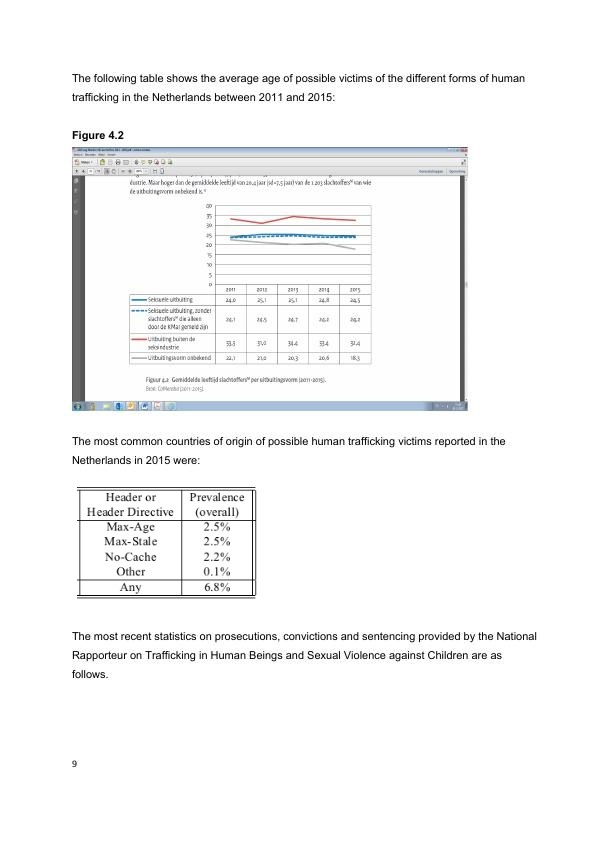 The following table shows the average age of possible victims of the different forms of human
trafficking in the Netherlands between 2011 and 2015:
Figure 4.2
dustrie. Maar hoger dan de gemiddelde leeftijd van 20,4 jaar (sd=7,5 jaar) van de 1.203 slachtoffers van wie
de uitbuitingsvorm onbekend is.
40
35
30
25
20
15
10
5
0
2011 2012 2013 2014 2015
Seksuele uitbuiting 24,0 25,1 25,1 24,8 24,5
Seksuele uitbuiting, zonder
slachtoffers die alleen 24,1 24,5 24,7 24,2 24,2
door de KMar gemeld zijn
Uitbuiting buiten de 33,3 31,0 34,4 33,4 32,4
seksindustrie
Uitbuitingsvorm onbekend 22,1 21,0 20,3 20,6 18,3
Figuur 4.2 Gemiddelde leeftijd slachtoffers per uitbuitingsvorm (2011-2015).
Bron: CoMensha (2011-2015).
The most common countries of origin of possible human trafficking victims reported in the
Netherlands in 2015 were:
Header or Prevalence
Header Directive (overall)
Max-Age 2.5%
Max-Stale 2.5%
No-Cache 2.2%
Other 0.1%
Any 6.8%
The most recent statistics on prosecutions, convictions and sentencing provided by the National
Rapporteur on Trafficking in Human Beings and Sexual Violence against Children are as
follows.
9